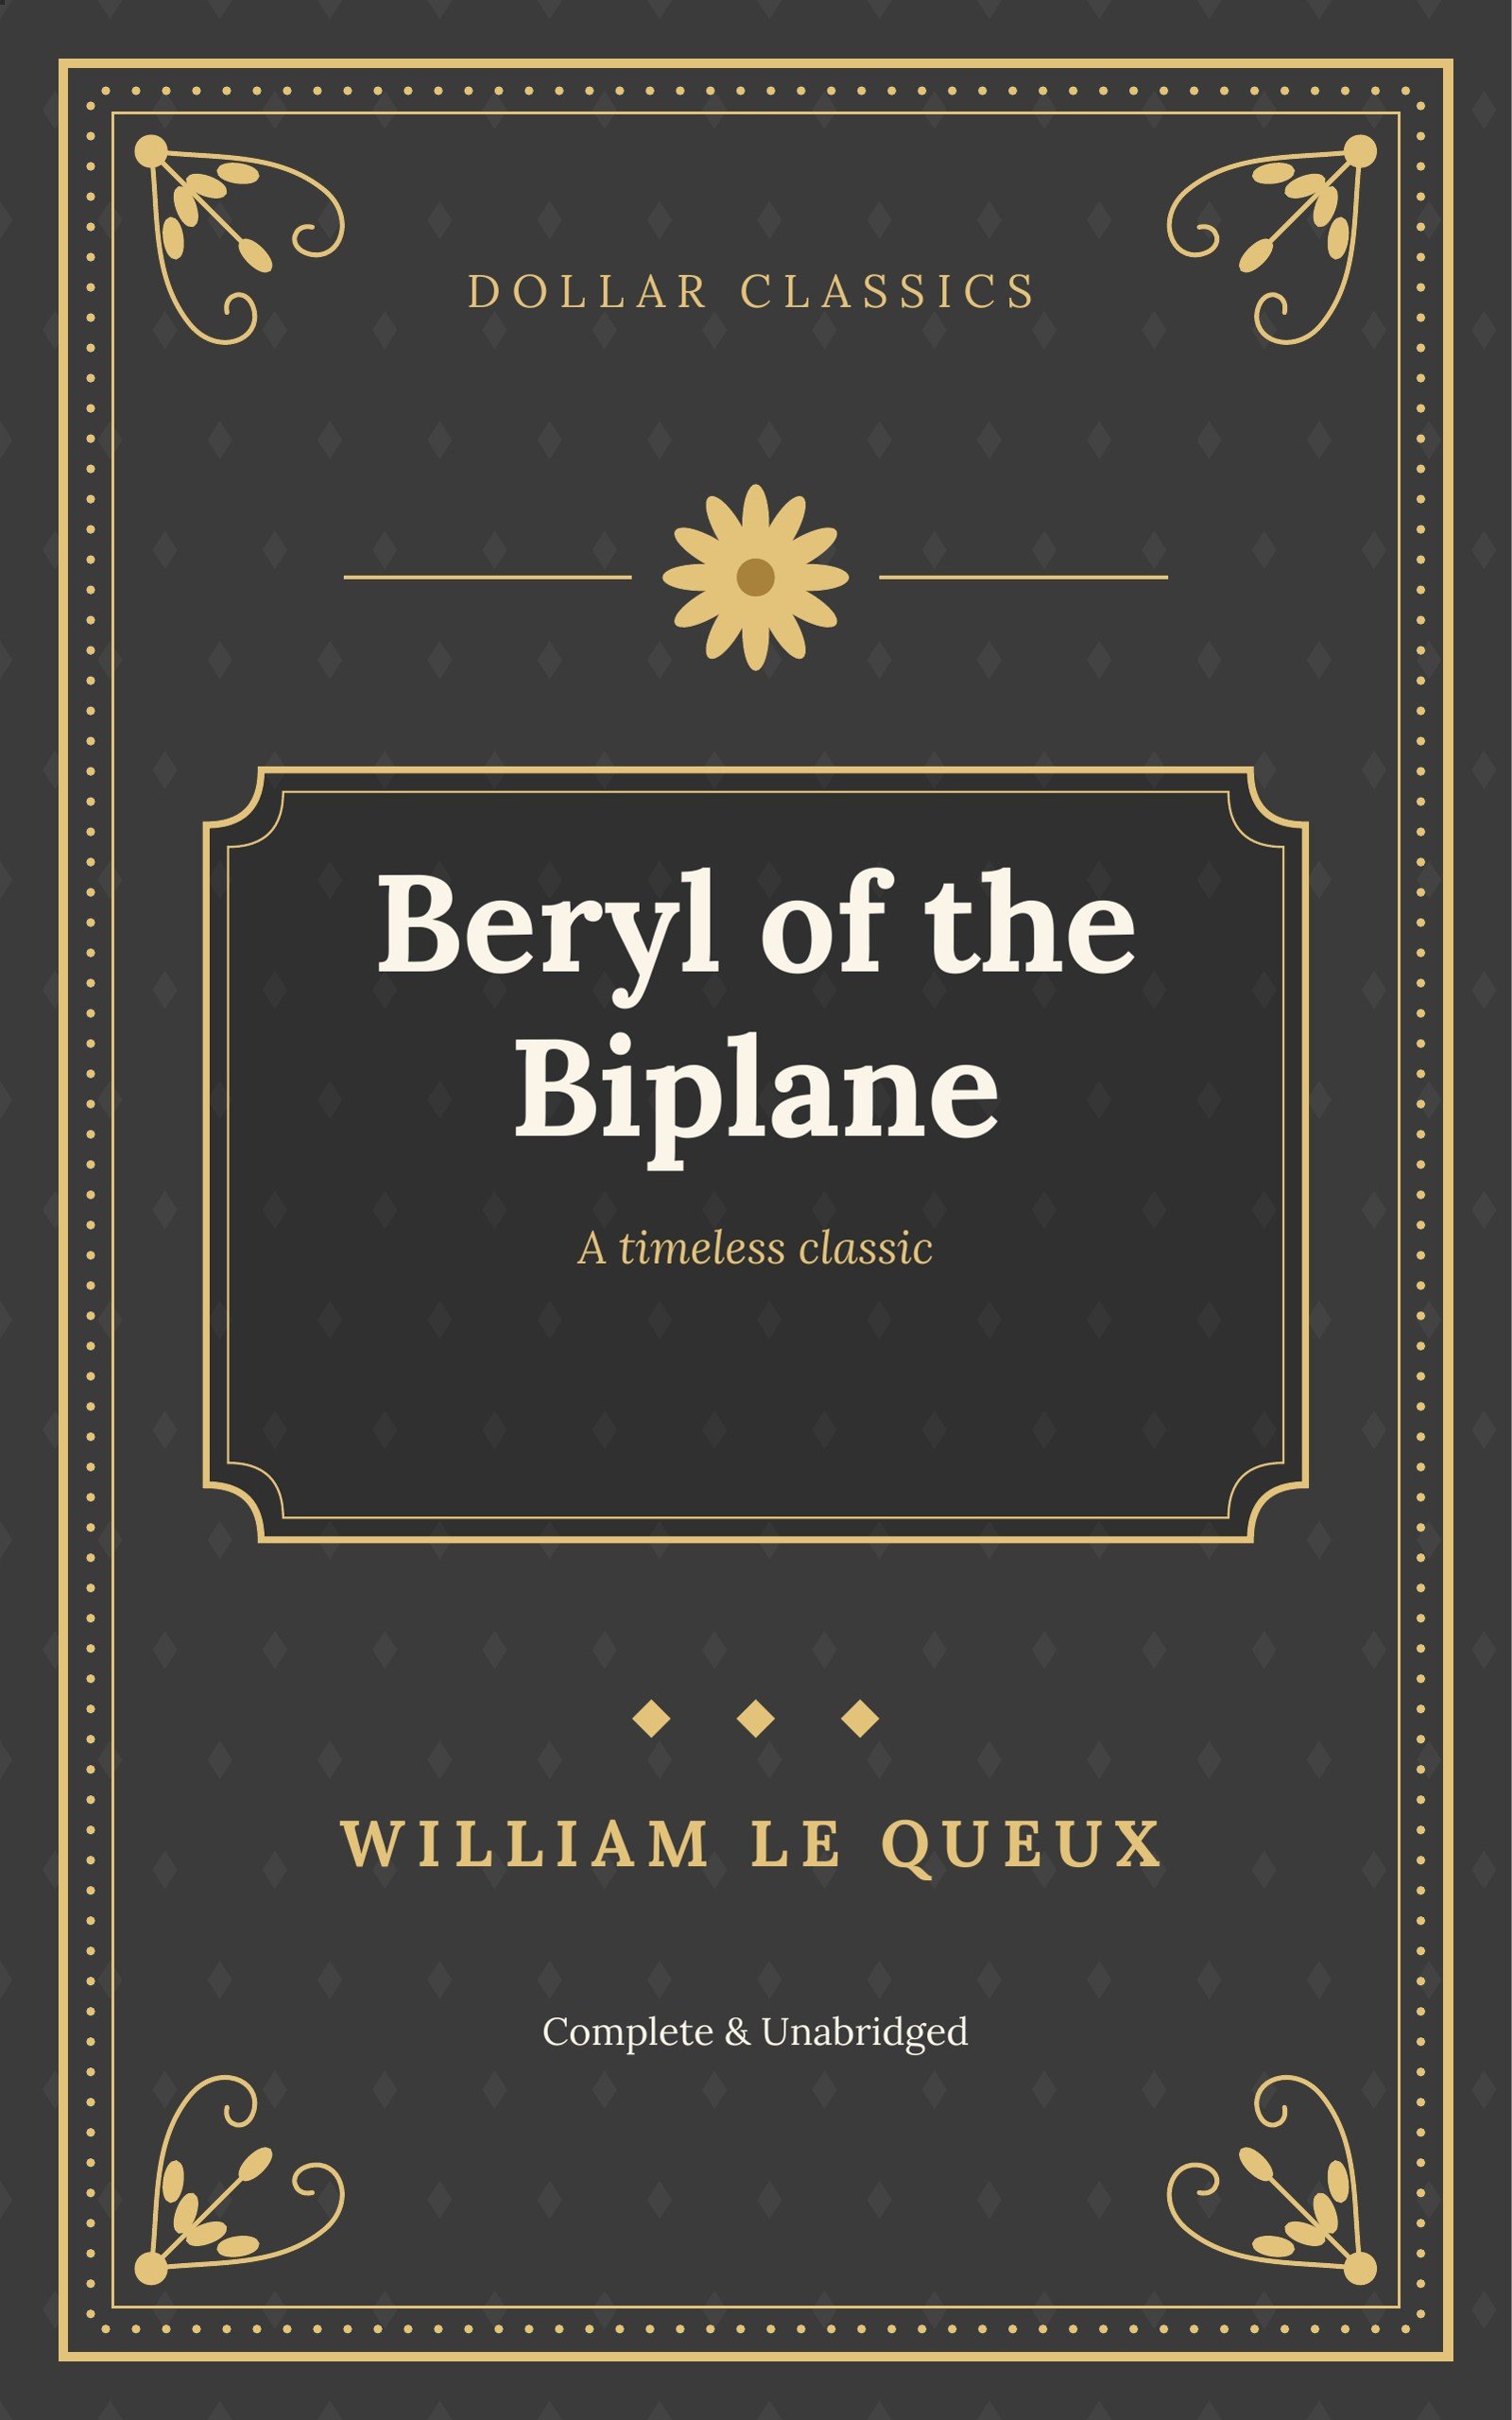 DOLLAR CLASSICS
Beryl of the
Biplane
A timeless classic
WILLIAM LE QUEUX
Complete & Unabridged